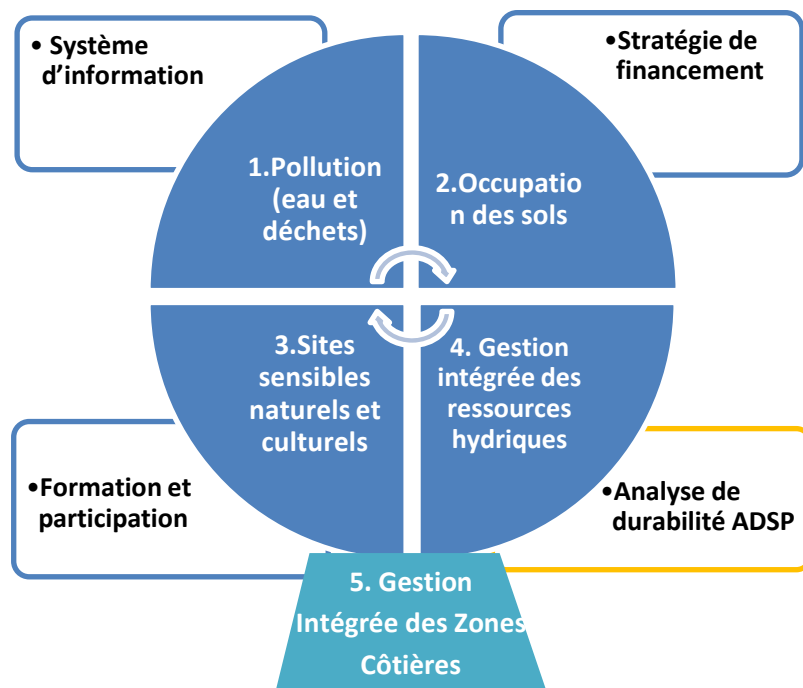 • Système
d’information
•Stratégie de
financement
1.Pollution
(eau et
déchets)
2.Occupatio
n des sols
3.Sites
sensibles
naturels et
culturels
4. Gestion
intégrée des
ressources
hydriques
•Formation et
participation
•Analyse de
durabilité ADSP
5. Gestion
Intégrée des Zones
Côtières